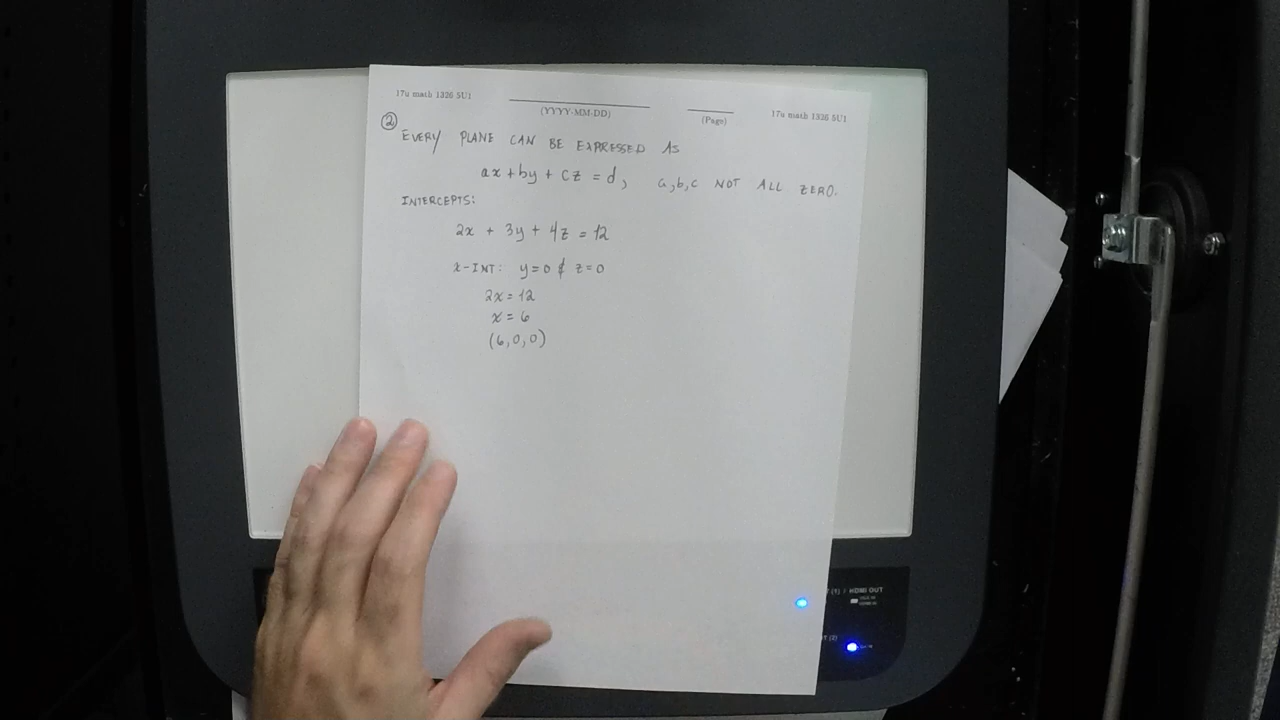 17u math 1326 5U1
(YYYY-MM-DD)
(Page)
17u math 1326 5U1
② EVERY PLANE CAN BE EXPRESSED AS
ax + by + cz = d, a,b,c NOT ALL ZERO.
INTERCEPTS:
2x + 3y + 4z = 12
x-INT: y=0 & z=0
2x = 12
x = 6
(6,0,0)
HDMI OUT